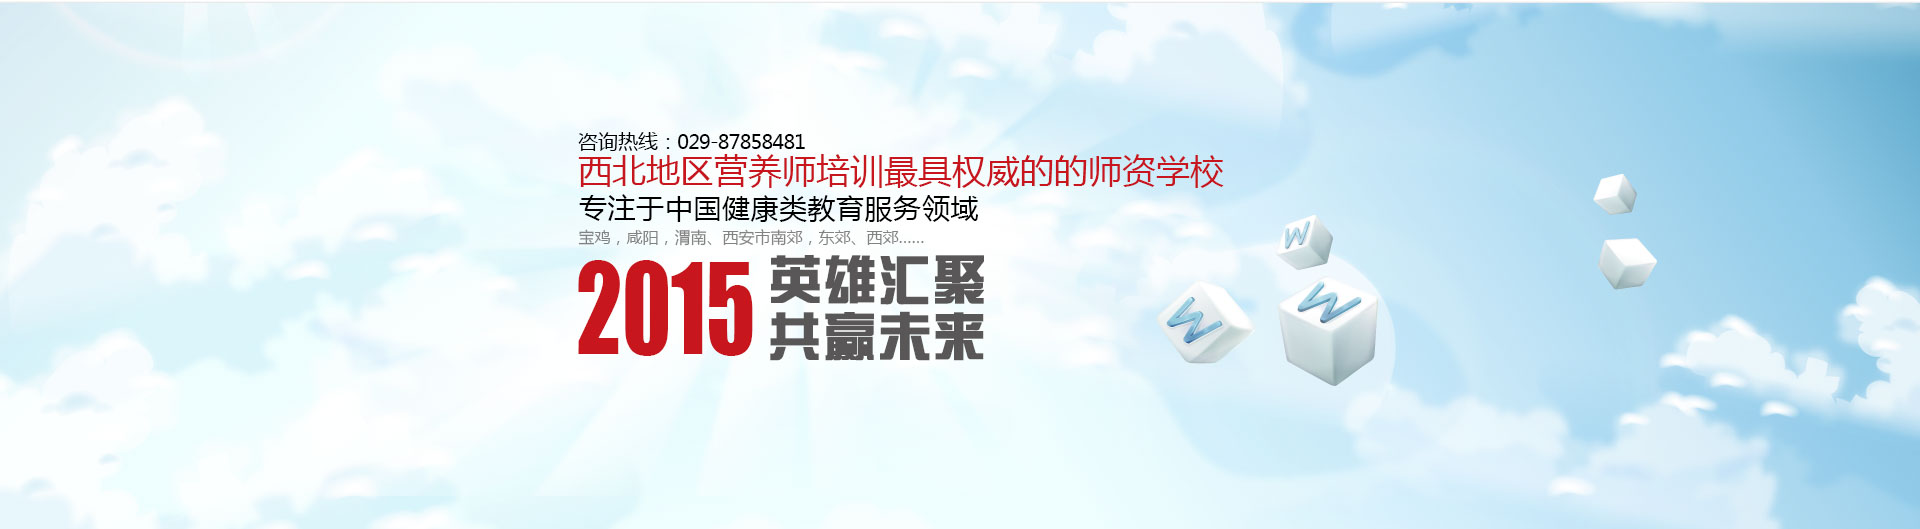 咨询热线：029-87858481
西北地区营养师培训最具权威的的师资学校
专注于中国健康类教育服务领域
宝鸡，咸阳，渭南、西安市南郊，东郊、西郊......
2015 英雄汇聚
共赢未来
W
W
W